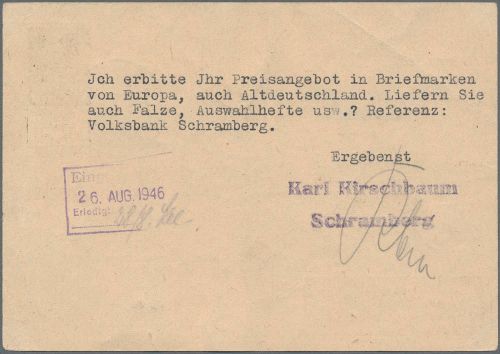 Jch erbitte Jhr Preisangebot in Briefmarken
von Europa, auch Altdeutschland. Liefern Sie
auch Falze, Auswahlhefte usw.? Referenz:
Volksbank Schramberg.
Ergebenst
Karl Kirschbaum
Schramberg
26. AUG. 1946
Erledigt: